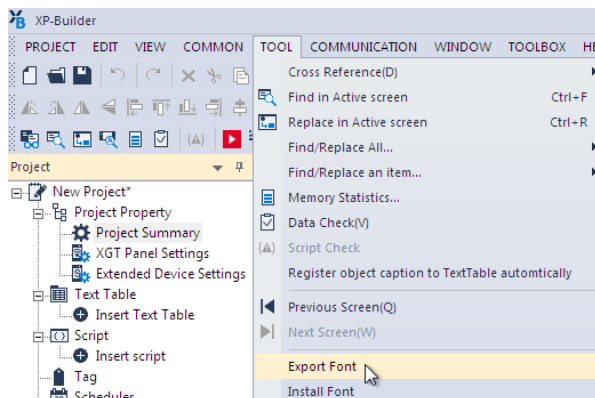 XP-Builder
PROJECT EDIT VIEW COMMON TOOL COMMUNICATION WINDOW TOOLBOX
Cross Reference(D)
Find in Active screen Ctrl+F
Replace in Active screen Ctrl+R
Find/Replace All...
Find/Replace an item...
Memory Statistics...
Data Check(V)
Script Check
Register object caption to TextTable automtically
Previous Screen(Q)
Next Screen(W)
Export Font
Install Font
Project
New Project*
Project Property
Project Summary
XGT Panel Settings
Extended Device Settings
Text Table
Insert Text Table
Script
Insert script
Tag
Scheduler